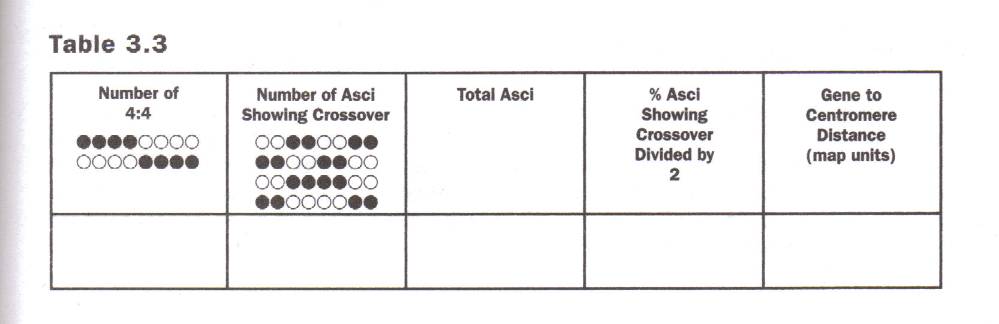 Table 3.3
Number of
4:4
Number of Asci
Showing Crossover
Total Asci
% Asci
Showing
Crossover
Divided by
2
Gene to
Centromere
Distance
(map units)